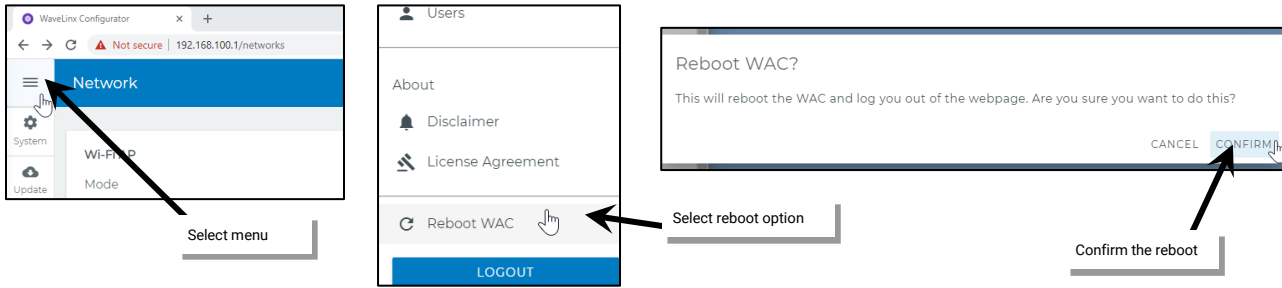 WaveLinx Configurator
Not secure | 192.168.100.1/networks
Network
System
Wi-Fi AP
Update
Mode
Select menu
Users
About
Disclaimer
License Agreement
Reboot WAC
LOGOUT
Select reboot option
Reboot WAC?
This will reboot the WAC and log you out of the webpage. Are you sure you want to do this?
CANCEL CONFIRM
Confirm the reboot